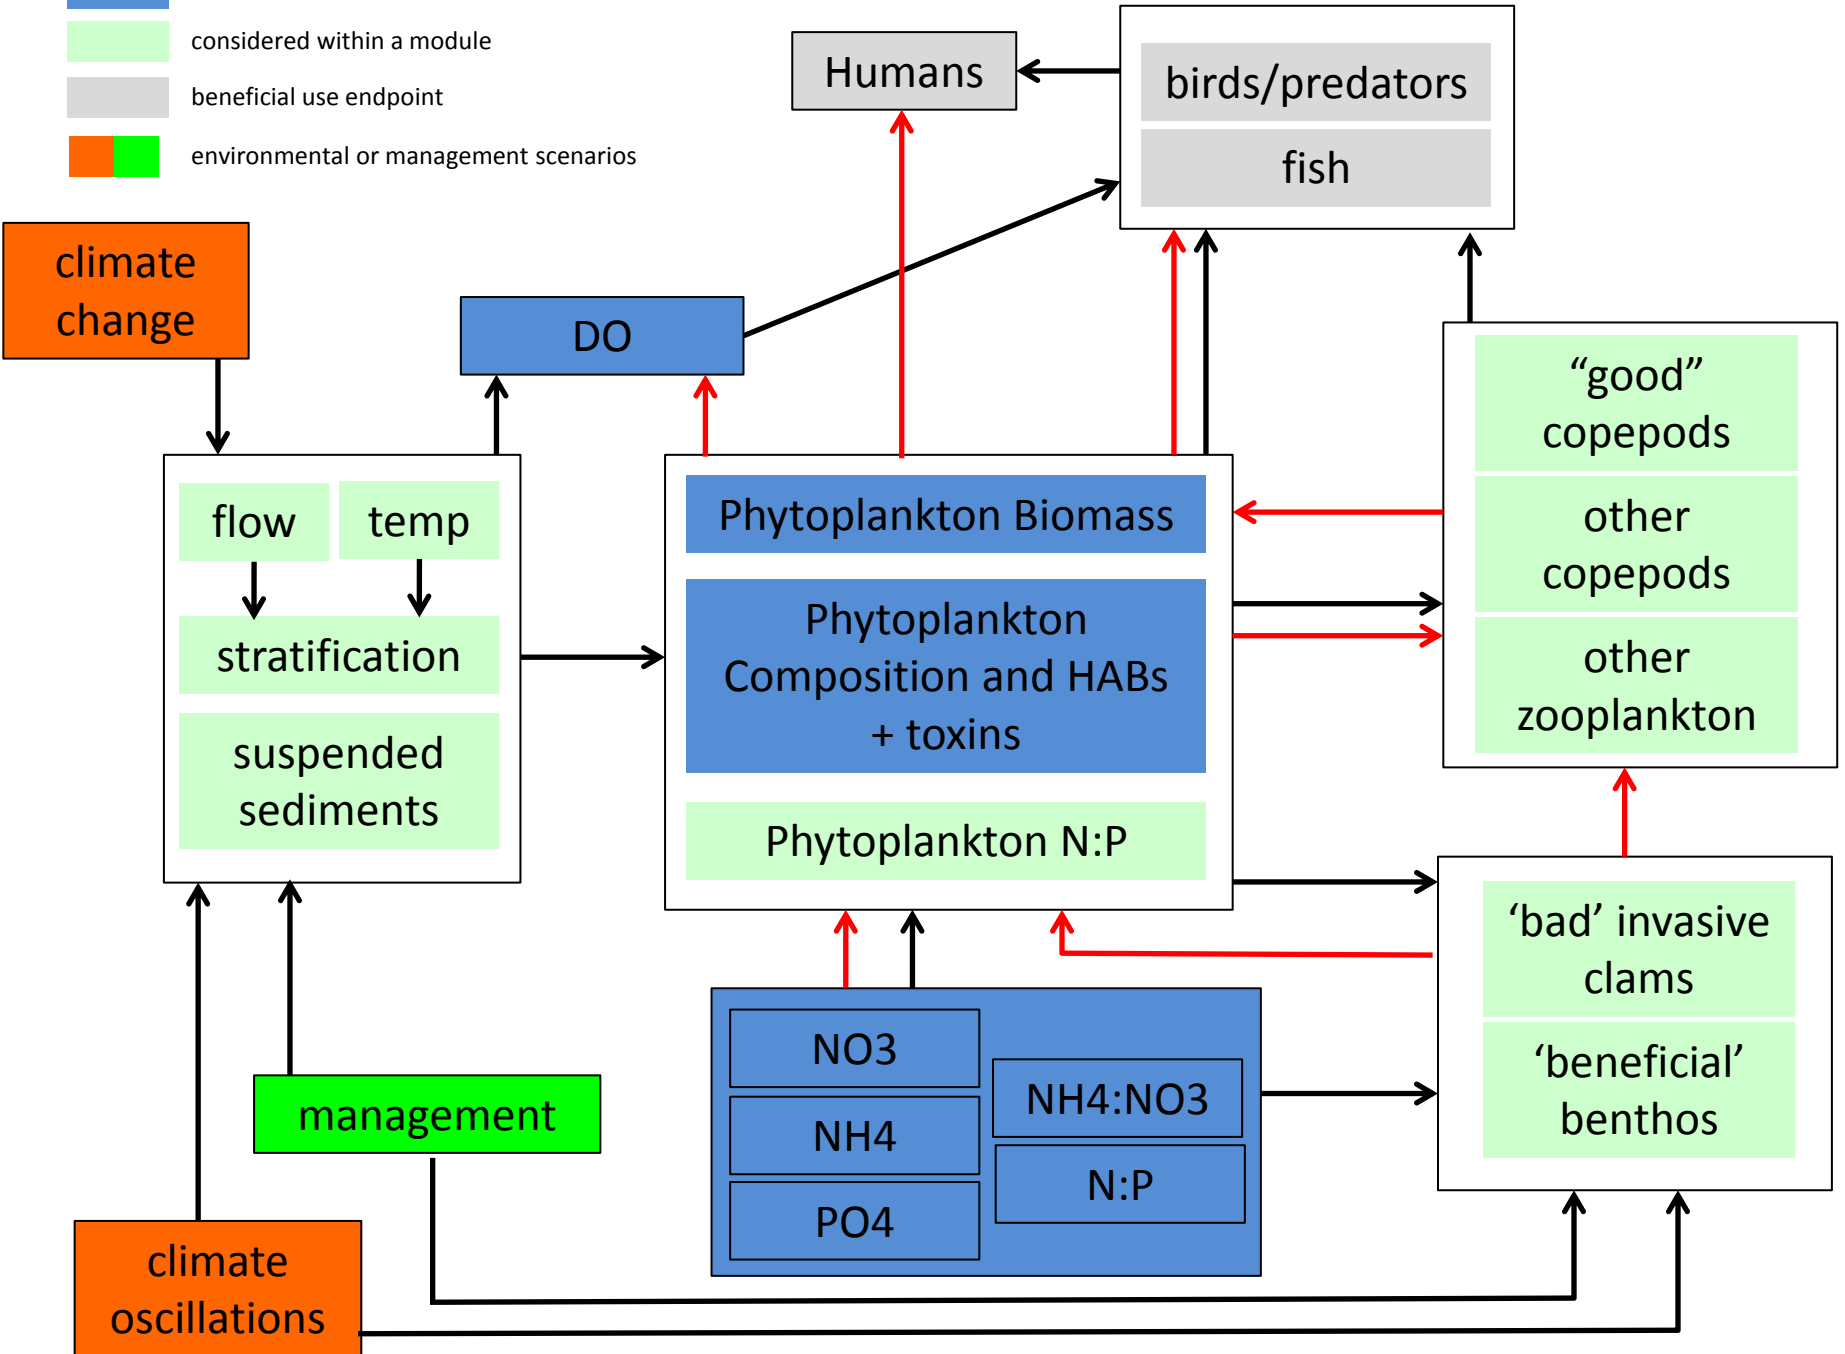 considered within a module
beneficial use endpoint
environmental or management scenarios
Humans
birds/predators
fish
climate
change
DO
“good”
copepods
other
copepods
other
zooplankton
flow
temp
stratification
suspended
sediments
Phytoplankton Biomass
Phytoplankton
Composition and HABs
+ toxins
Phytoplankton N:P
‘bad’ invasive
clams
‘beneficial’
benthos
NO3
NH4
PO4
NH4:NO3
N:P
management
climate
oscillations